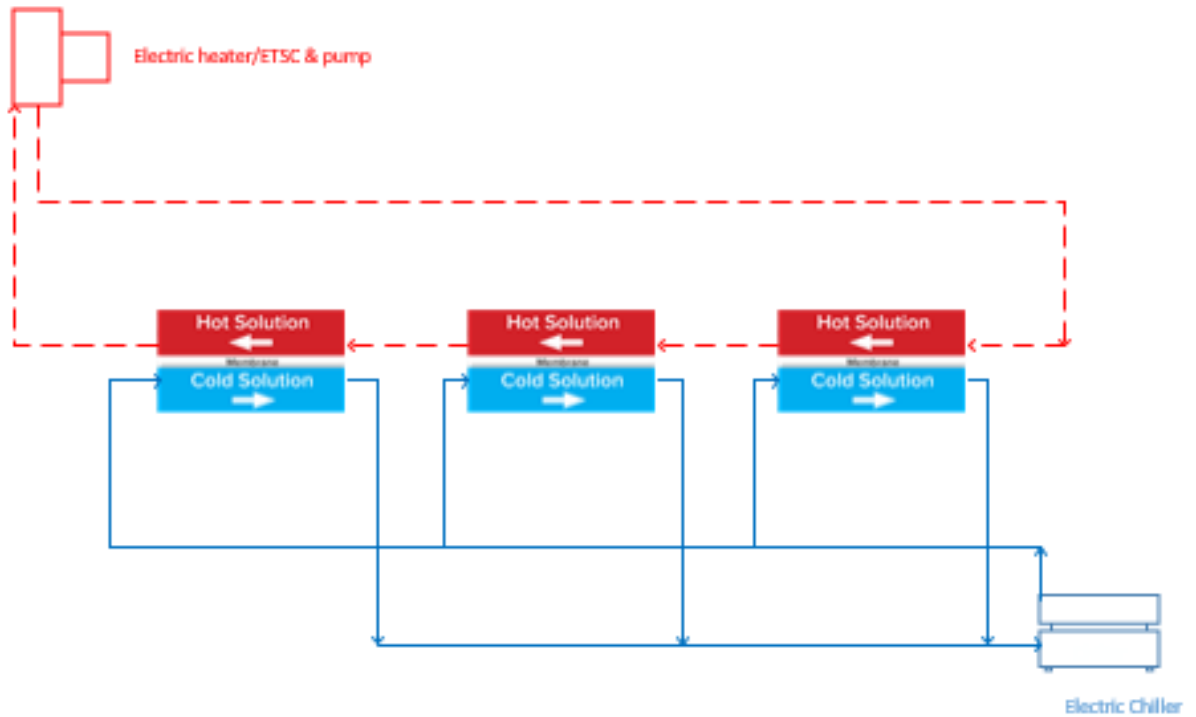 Electric heater/ETSC & pump
Hot Solution
Hot Solution
Hot Solution
Membrane
Membrane
Membrane
Cold Solution
Cold Solution
Cold Solution
Electric Chiller